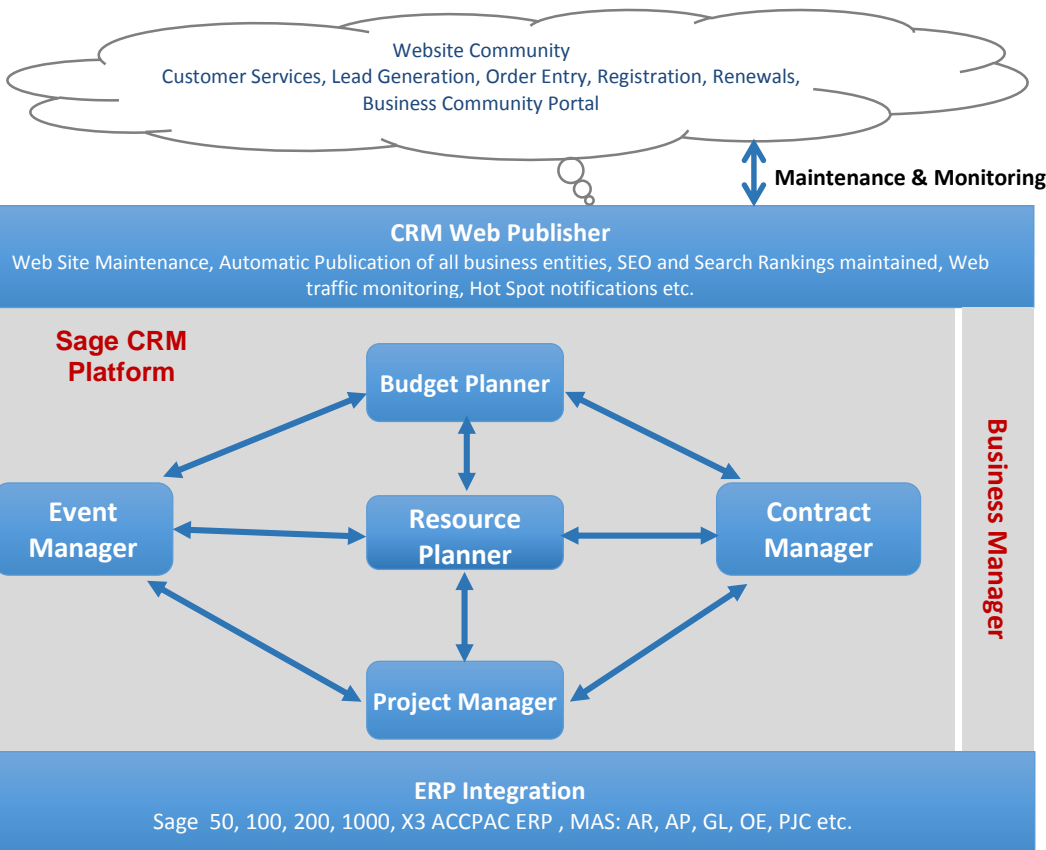 Website Community
Customer Services, Lead Generation, Order Entry, Registration, Renewals,
Business Community Portal
Maintenance & Monitoring
CRM Web Publisher
Web Site Maintenance, Automatic Publication of all business entities, SEO and Search Rankings maintained, Web
traffic monitoring, Hot Spot notifications etc.
Sage CRM
Platform
Budget Planner
Event
Manager
Resource
Planner
Contract
Manager
Business Manager
Project Manager
ERP Integration
Sage 50, 100, 200, 1000, X3 ACCPAC ERP , MAS: AR, AP, GL, OE, PJC etc.